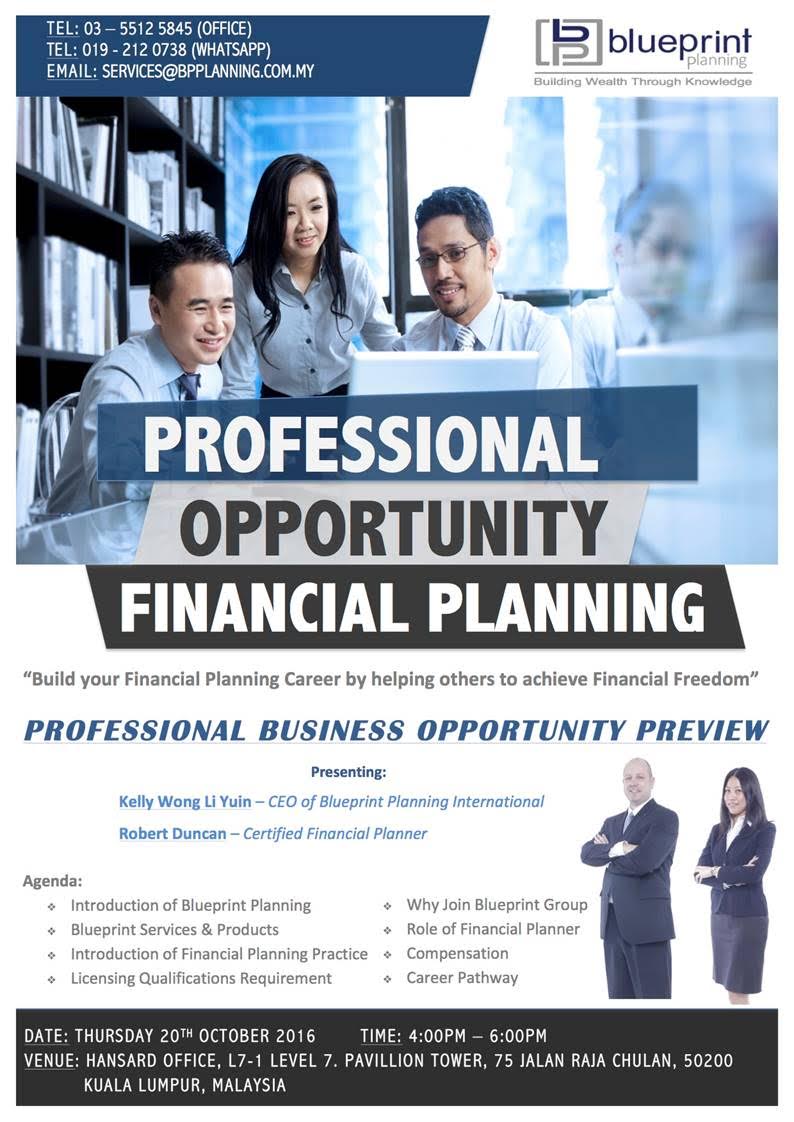 TEL: 03 – 5512 5845 (OFFICE)
TEL: 019 - 212 0738 (WHATSAPP)
EMAIL: SERVICES@BPPLANNING.COM.MY
blueprint
planning
Building Wealth Through Knowledge
PROFESSIONAL
OPPORTUNITY
FINANCIAL PLANNING
“Build your Financial Planning Career by helping others to achieve Financial Freedom”
PROFESSIONAL BUSINESS OPPORTUNITY PREVIEW
Presenting:
Kelly Wong Li Yuin – CEO of Blueprint Planning International
Robert Duncan – Certified Financial Planner
Agenda:
❖ Introduction of Blueprint Planning
❖ Blueprint Services & Products
❖ Introduction of Financial Planning Practice
❖ Licensing Qualifications Requirement
❖ Why Join Blueprint Group
❖ Role of Financial Planner
❖ Compensation
❖ Career Pathway
DATE: THURSDAY 20TH OCTOBER 2016 TIME: 4:00PM – 6:00PM
VENUE: HANSARD OFFICE, L7-1 LEVEL 7. PAVILLION TOWER, 75 JALAN RAJA CHULAN, 50200
KUALA LUMPUR, MALAYSIA